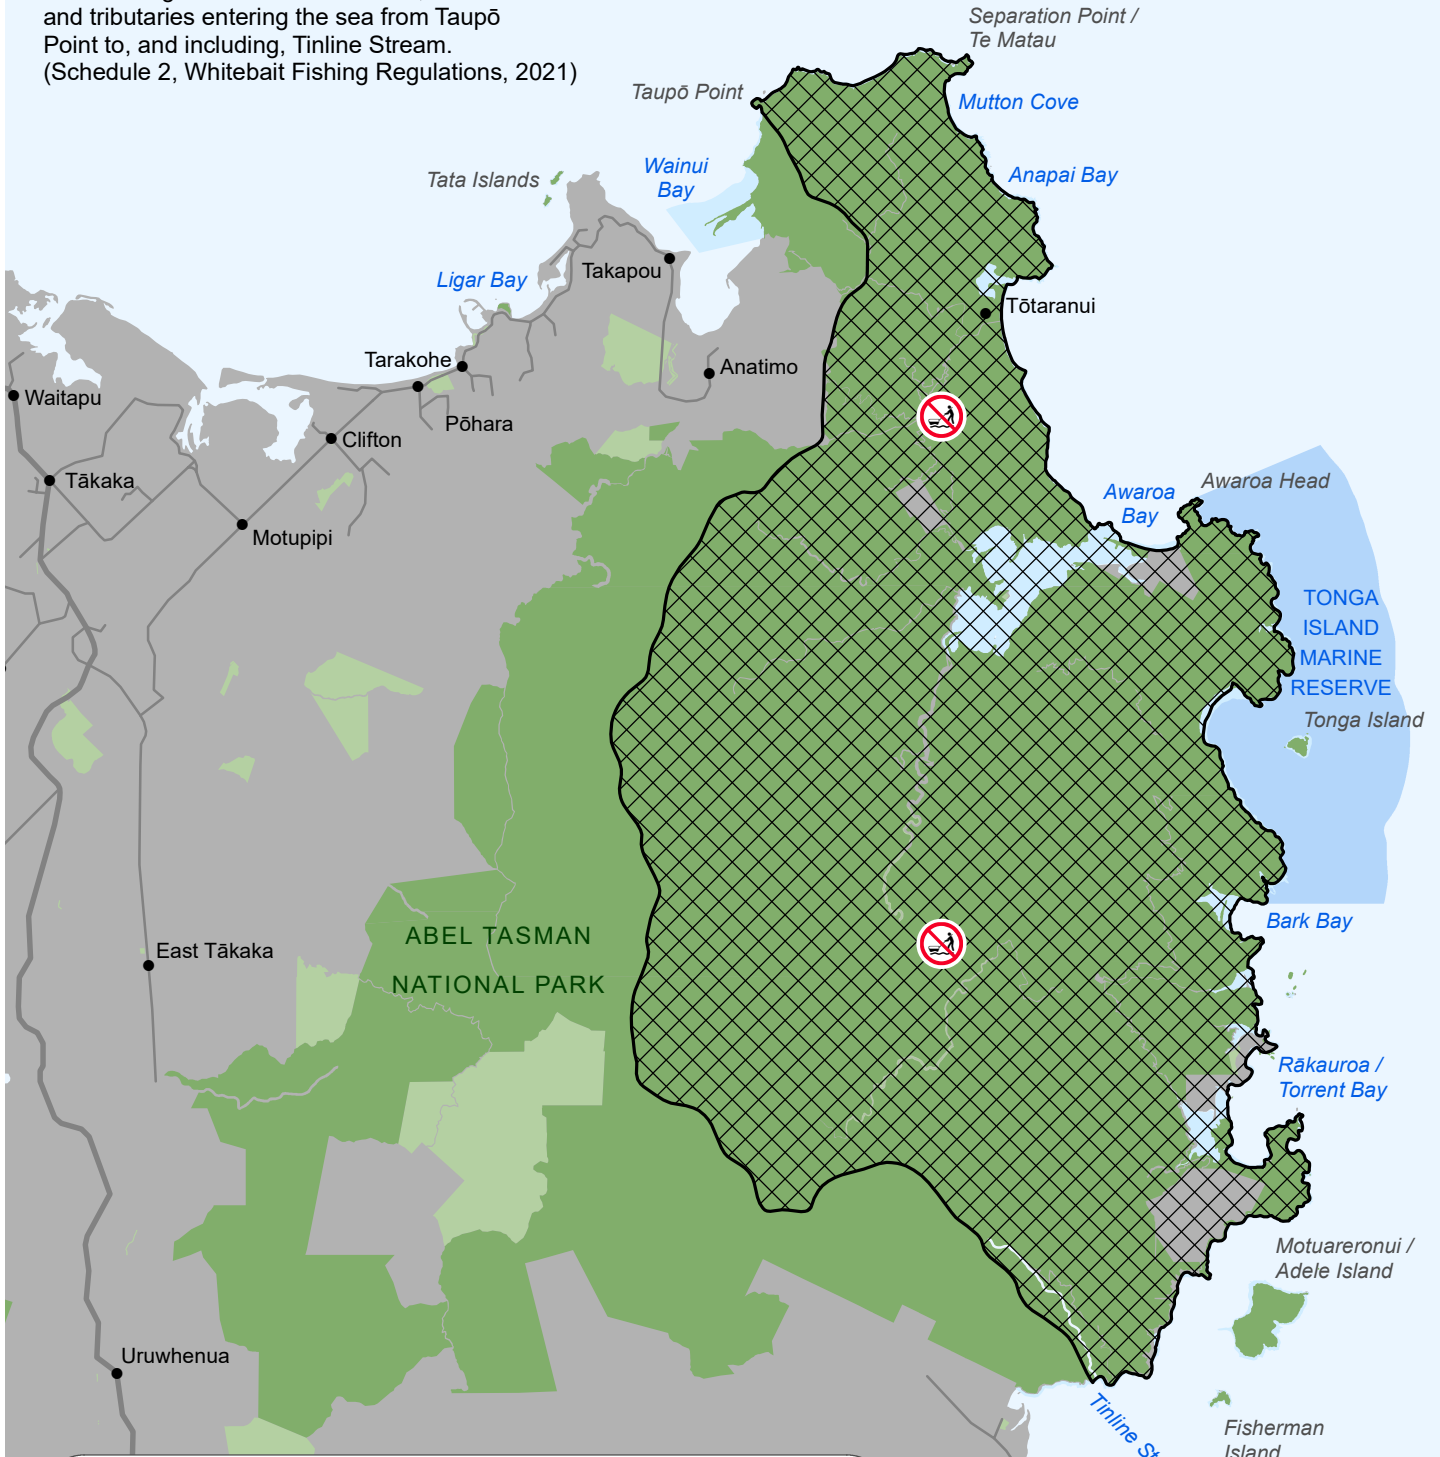 and tributaries entering the sea from Taupō
Point to, and including, Tinline Stream.
(Schedule 2, Whitebait Fishing Regulations, 2021)
Separation Point /
Te Matau
Taupō Point
Mutton Cove
Wainui
Bay
Tata Islands
Anapai Bay
Takapou
Ligar Bay
Tōtaranui
Tarakohe
Anatimo
Waitapu
Pōhara
Clifton
Tākaka
Awaroa
Bay
Awaroa Head
Motupipi
TONGA
ISLAND
MARINE
RESERVE
Tonga Island
Bark Bay
ABEL TASMAN
NATIONAL PARK
East Tākaka
Rākauroa /
Torrent Bay
Motuareronui /
Adele Island
Uruwhenua
Tinline St
Fisherman
Island